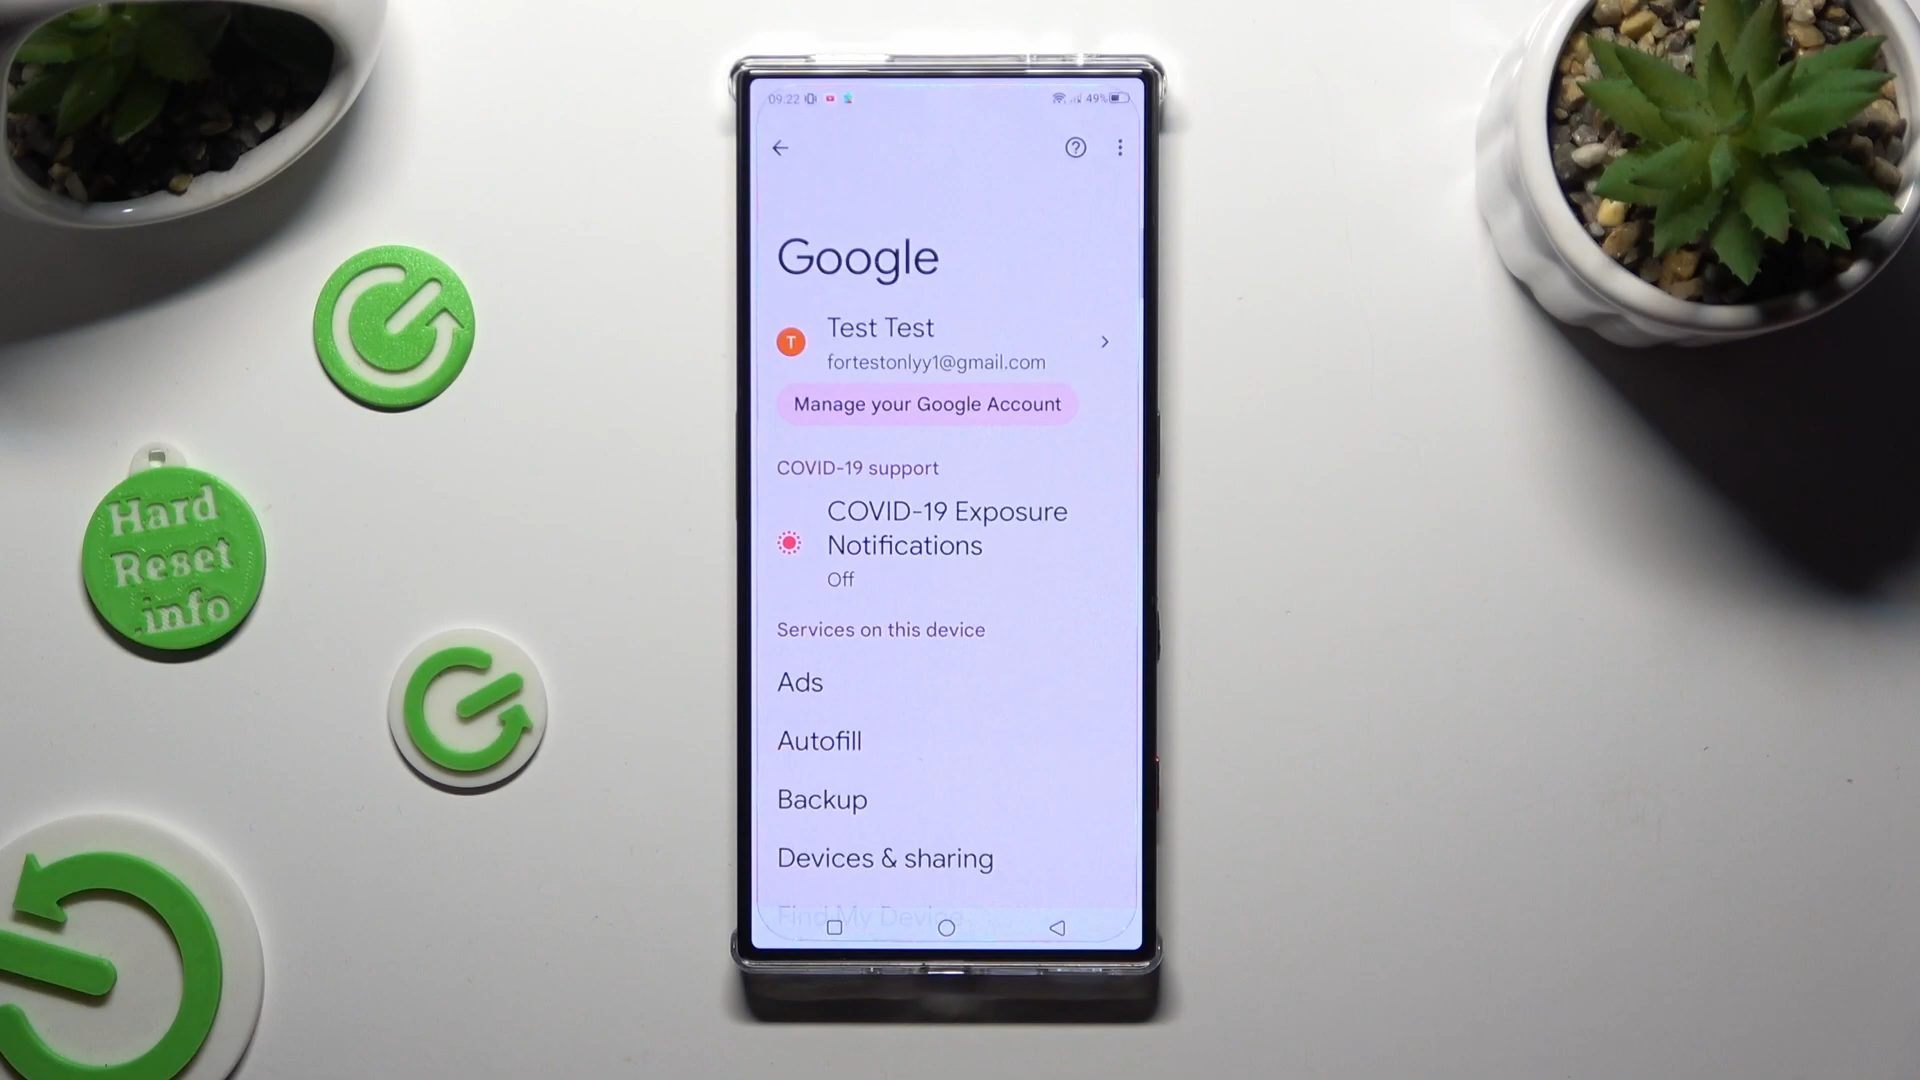 09:22
49%
Google
T
Test Test
fortestonlyy1@gmail.com
Manage your Google Account
COVID-19 support
COVID-19 Exposure
Notifications
Off
Services on this device
Ads
Autofill
Backup
Devices & sharing
Find My Device
Hard
Reset
.info